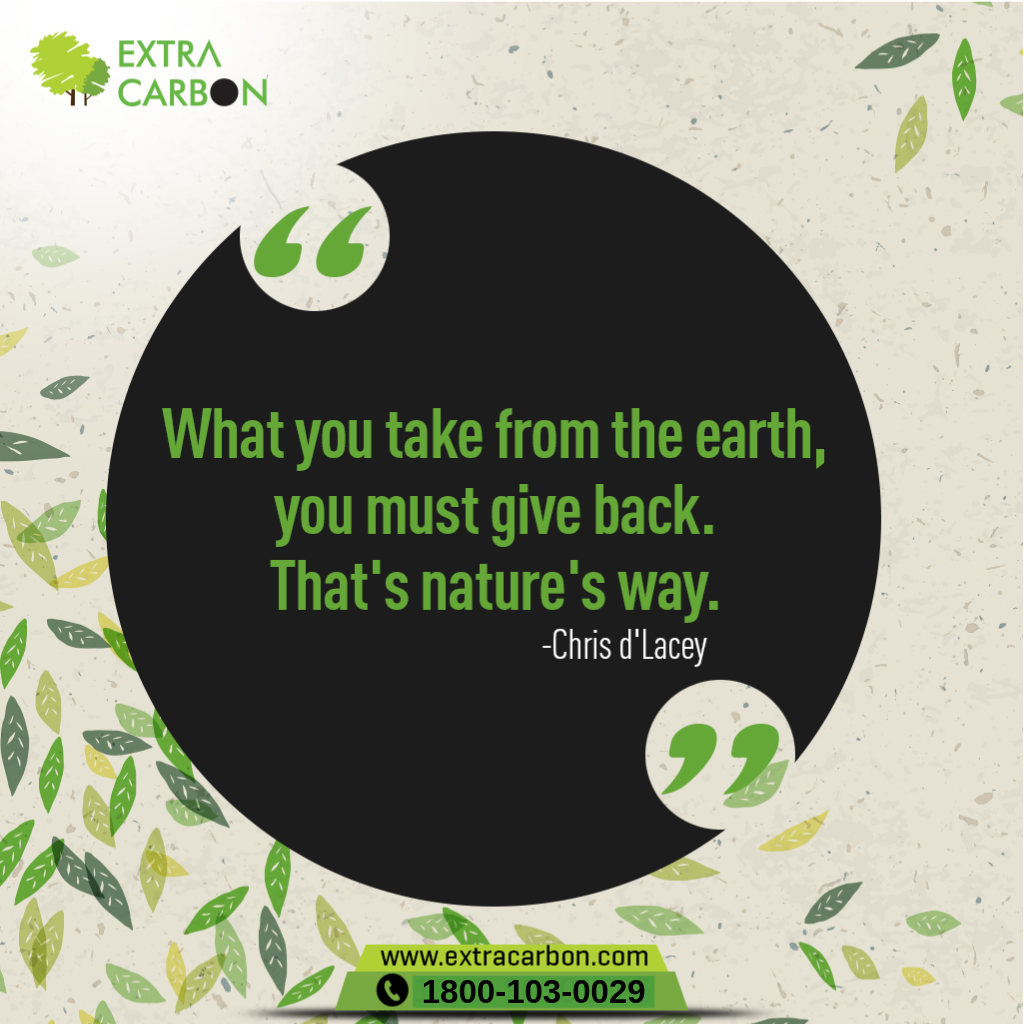 EXTRA
CARBON
What you take from the earth,
you must give back.
That's nature's way.
-Chris d'Lacey
www.extracarbon.com
1800-103-0029